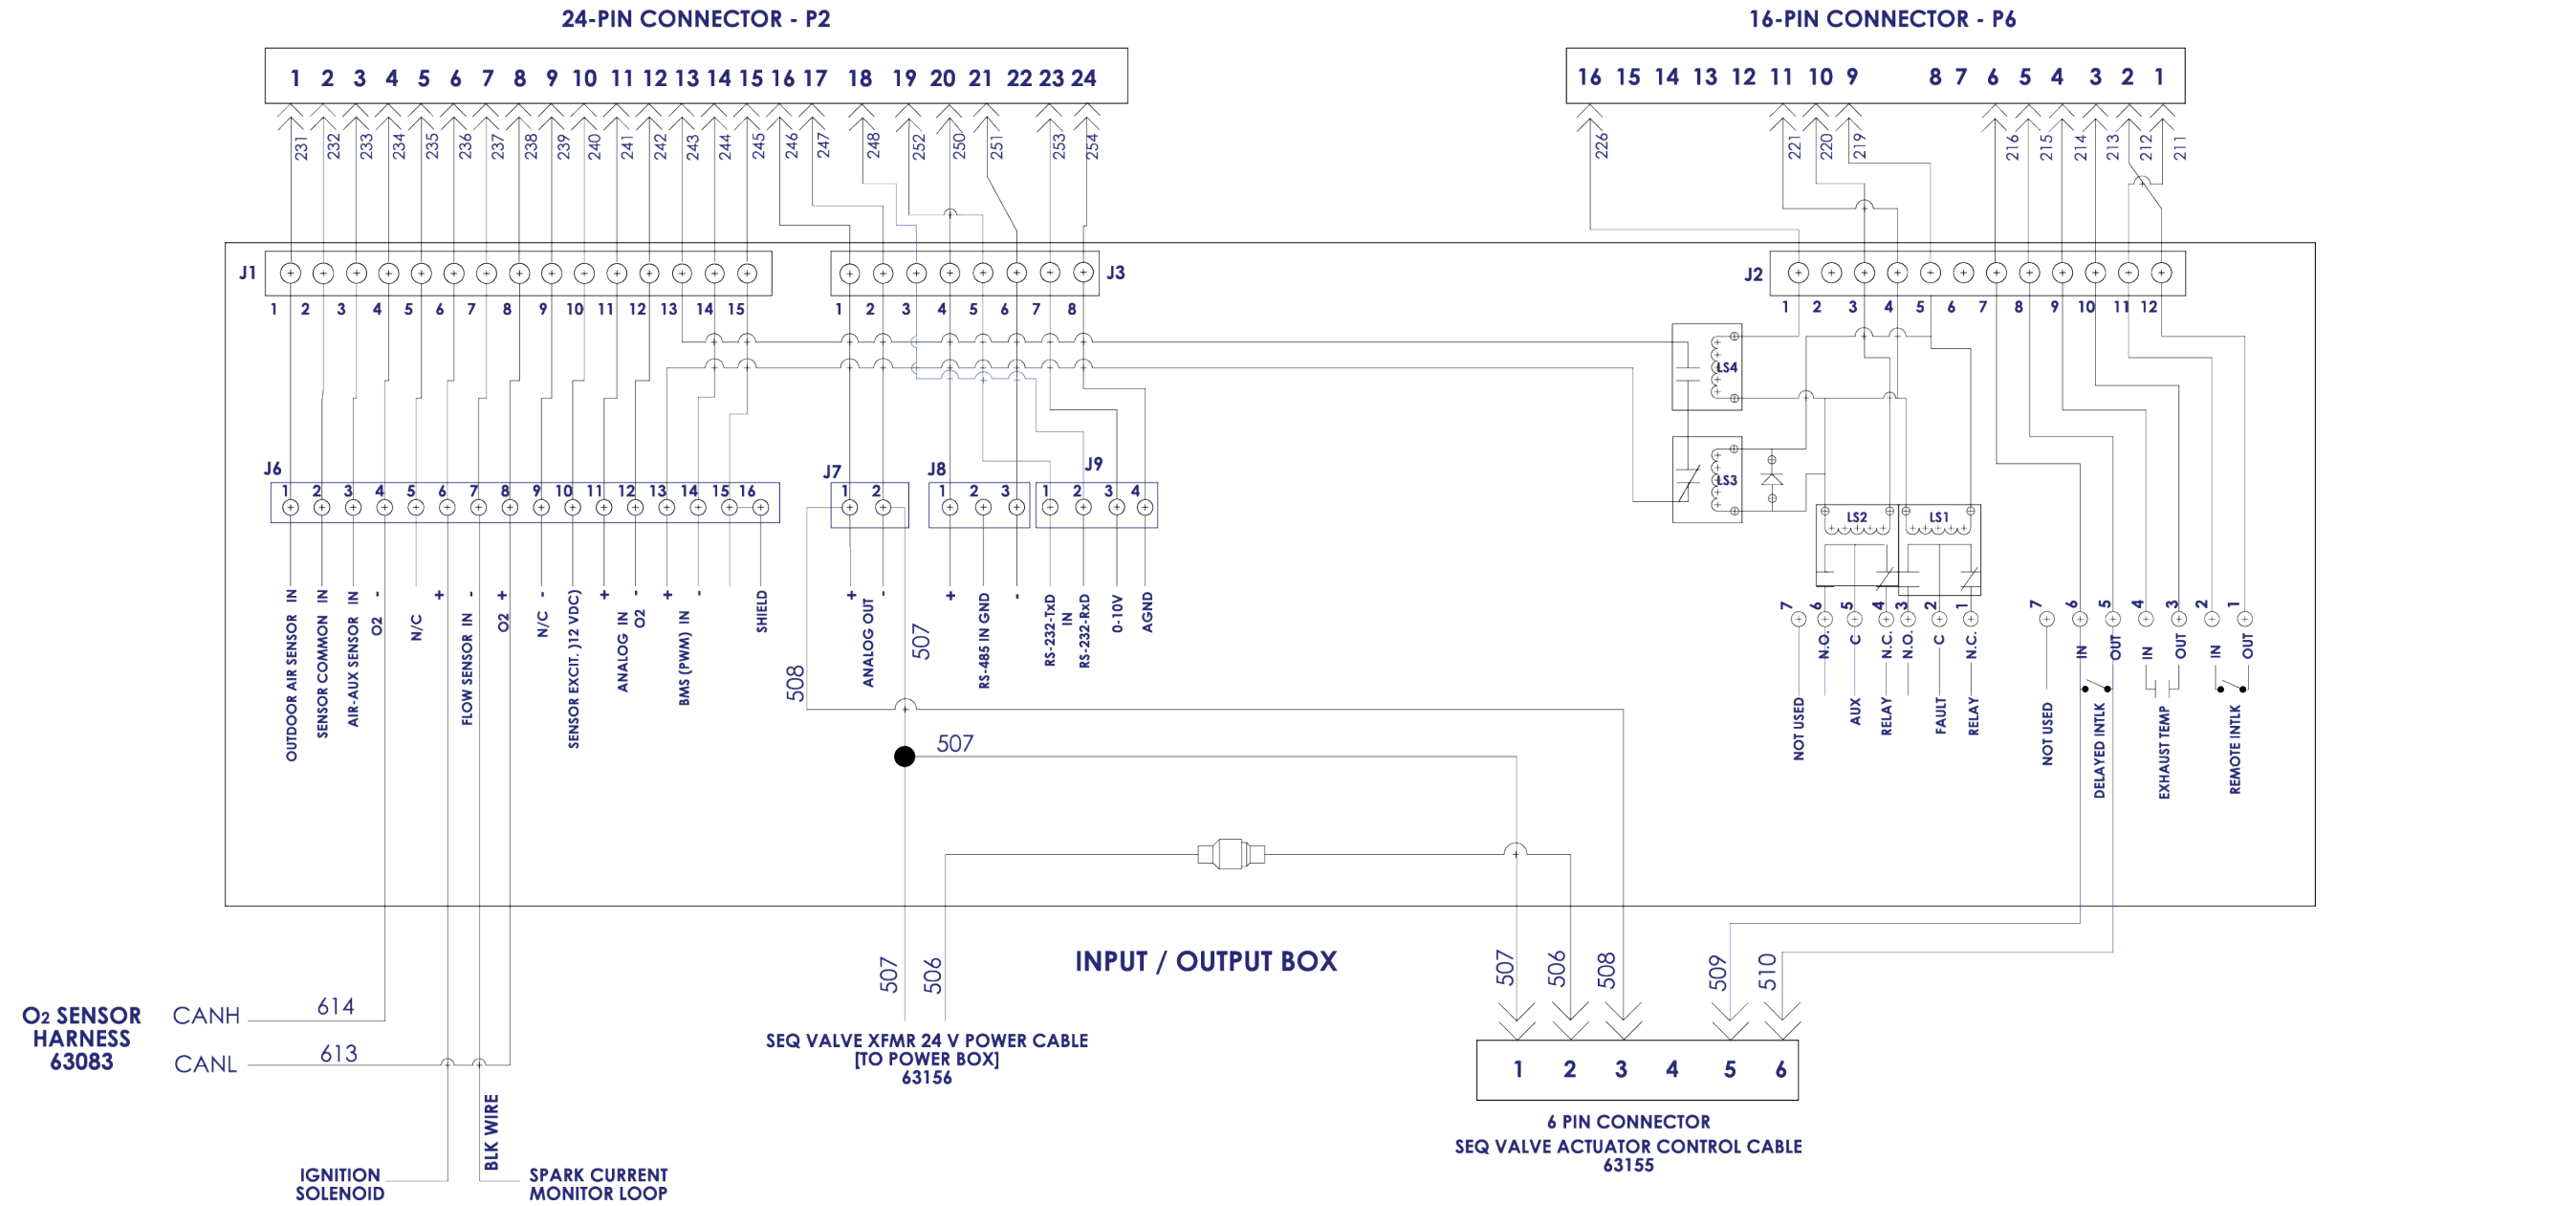 24-PIN CONNECTOR - P2
16-PIN CONNECTOR - P6
1 2 3 4 5 6 7 8 9 10 11 12 13 14 15 16 17 18 19 20 21 22 23 24
16 15 14 13 12 11 10 9 8 7 6 5 4 3 2 1
231 232 233 234 235 236 237 238 239 240 241 242 243 244 245 246 247 248 252 250 251 253 254
226 221 220 219 216 215 214 213 212 211
J1
J3
J2
1 2 3 4 5 6 7 8 9 10 11 12 13 14 15
1 2 3 4 5 6 7 8
1 2 3 4 5 6 7 8 9 10 11 12
LS4
LS3
J6
J7
J8
J9
1 2 3 4 5 6 7 8 9 10 11 12 13 14 15 16
1 2
1 2 3
1 2 3 4
LS2
LS1
OUTDOOR AIR SENSOR IN
SENSOR COMMON IN
AIR-AUX SENSOR IN
O2 -
N/C
+
FLOW SENSOR IN -
O2 +
N/C -
SENSOR EXCIT. )12 VDC)
+
ANALOG IN
O2 -
+
BMS (PWM) IN -
SHIELD
+
ANALOG OUT -
+
RS-485 IN GND
-
RS-232-TxD
IN
RS-232-RxD
0-10V
AGND
7 6 5 4 3 2 1
N.O. C N.C. N.O. C N.C.
NOT USED
AUX
RELAY
FAULT
RELAY
7 6 5 4 3 2 1
IN OUT IN OUT IN OUT
NOT USED
DELAYED INTLK
EXHAUST TEMP
REMOTE INTLK
508
507
507
507
506
INPUT / OUTPUT BOX
507
506
508
509
510
O2 SENSOR
HARNESS
63083
CANH
614
CANL
613
SEQ VALVE XFMR 24 V POWER CABLE
[TO POWER BOX]
63156
1 2 3 4 5 6
6 PIN CONNECTOR
SEQ VALVE ACTUATOR CONTROL CABLE
63155
BLK WIRE
IGNITION
SOLENOID
SPARK CURRENT
MONITOR LOOP